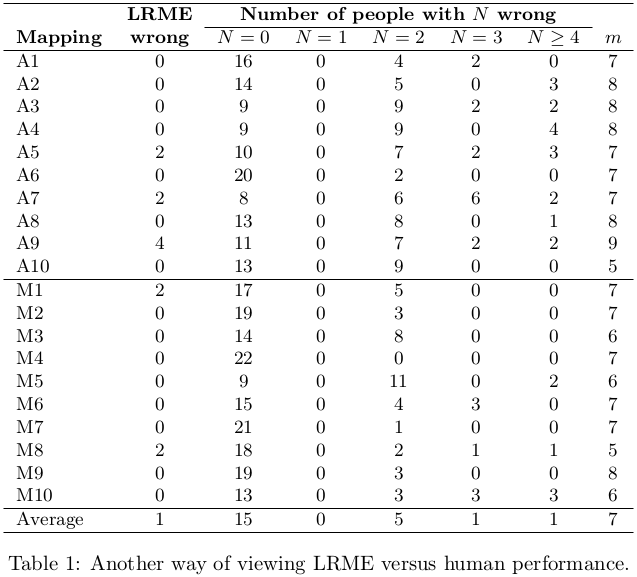 LRME Number of people with N wrong
Mapping wrong N = 0 N = 1 N = 2 N = 3 N ≥ 4 m
A1 0 16 0 4 2 0 7
A2 0 14 0 5 0 3 8
A3 0 9 0 9 2 2 8
A4 0 9 0 9 0 4 8
A5 2 10 0 7 2 3 7
A6 0 20 0 2 0 0 7
A7 2 8 0 6 6 2 7
A8 0 13 0 8 0 1 8
A9 4 11 0 7 2 2 9
A10 0 13 0 9 0 0 5
M1 2 17 0 5 0 0 7
M2 0 19 0 3 0 0 7
M3 0 14 0 8 0 0 6
M4 0 22 0 0 0 0 7
M5 0 9 0 11 0 2 6
M6 0 15 0 4 3 0 7
M7 0 21 0 1 0 0 7
M8 2 18 0 2 1 1 5
M9 0 19 0 3 0 0 8
M10 0 13 0 3 3 3 6
Average 1 15 0 5 1 1 7
Table 1: Another way of viewing LRME versus human performance.